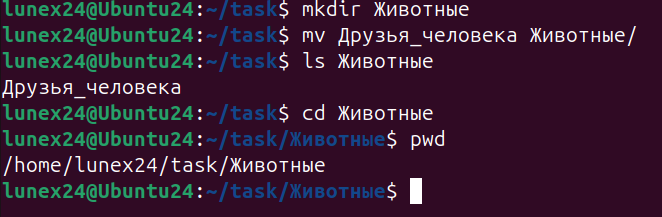 lunex24@Ubuntu24:~/task$ mkdir Животные
lunex24@Ubuntu24:~/task$ mv Друзья_человека Животные/
lunex24@Ubuntu24:~/task$ ls Животные
Друзья_человека
lunex24@Ubuntu24:~/task$ cd Животные
lunex24@Ubuntu24:~/task/Животные$ pwd
/home/lunex24/task/Животные
lunex24@Ubuntu24:~/task/Животные$